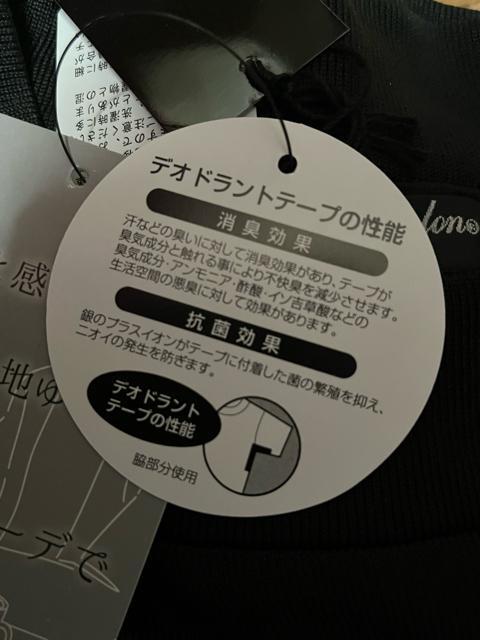 デオドラントテープの性能
消臭効果
汗などの臭いに対して消臭効果があり、テープが
臭気成分と触れる事により不快臭を減少させます。
臭気成分・アンモニア・酢酸・イソ吉草酸などの
生活空間の悪臭に対して効果があります。
抗菌効果
銀のプラスイオンがテープに付着した菌の繁殖を抑え、
ニオイの発生を防ぎます。
デオドラント
テープの性能
脇部分使用
感
地ゆ
ーデで
lon®